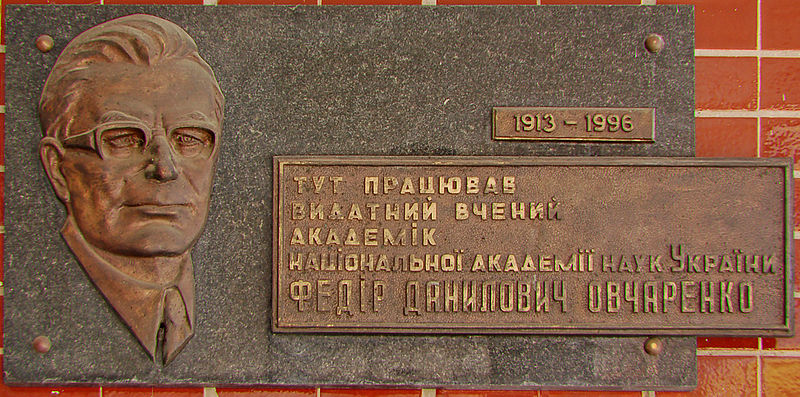 1913 - 1996
ТУТ ПРАЦЮВАВ
ВИДАТНИЙ ВЧЕНИЙ
АКАДЕМІК
НАЦІОНАЛЬНОЇ АКАДЕМІЇ НАУК УКРАЇНИ
ФЕДІР ДАНИЛОВИЧ ОВЧАРЕНКО